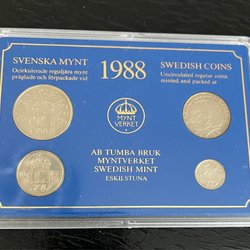 SVENSKA MYNT
Ocirkulerade reguljära mynt
präglade och förpackade vid
1988
SWEDISH COINS
Uncirculated regular coins
minted and packed at
MYNT
VERKET
AB TUMBA BRUK
MYNTVERKET
SWEDISH MINT
ESKILSTUNA